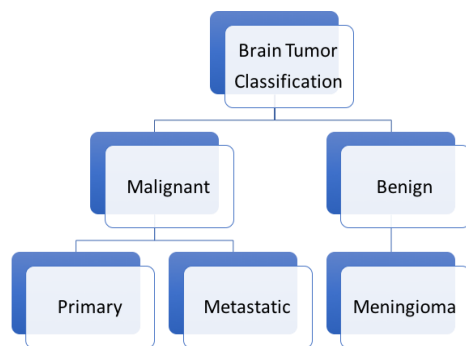 Brain Tumor
Classification
Malignant
Benign
Primary
Metastatic
Meningioma